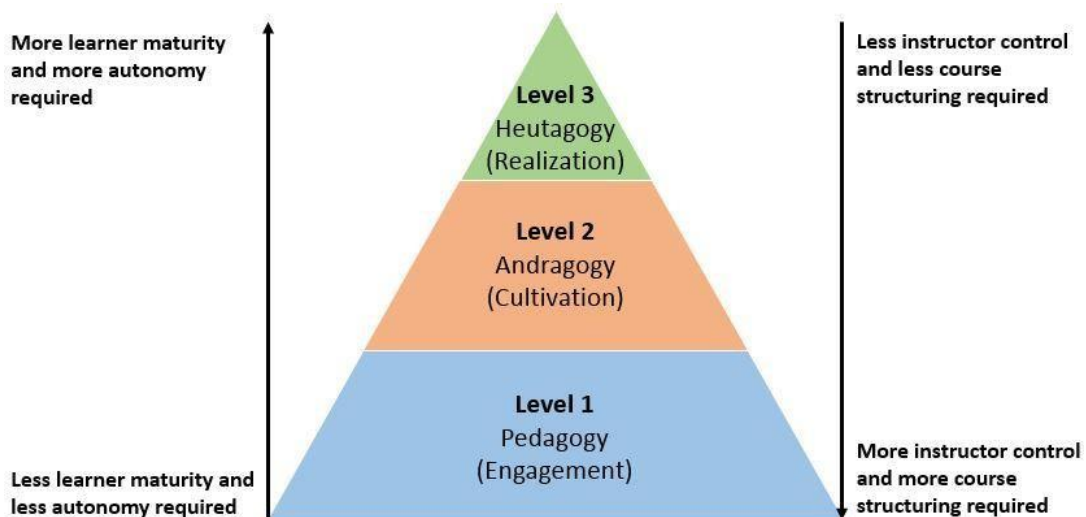 More learner maturity
and more autonomy
required
Less instructor control
and less course
structuring required
Level 3
Heutagogy
(Realization)
Level 2
Andragogy
(Cultivation)
Level 1
Pedagogy
(Engagement)
Less learner maturity and
less autonomy required
More instructor control
and more course
structuring required